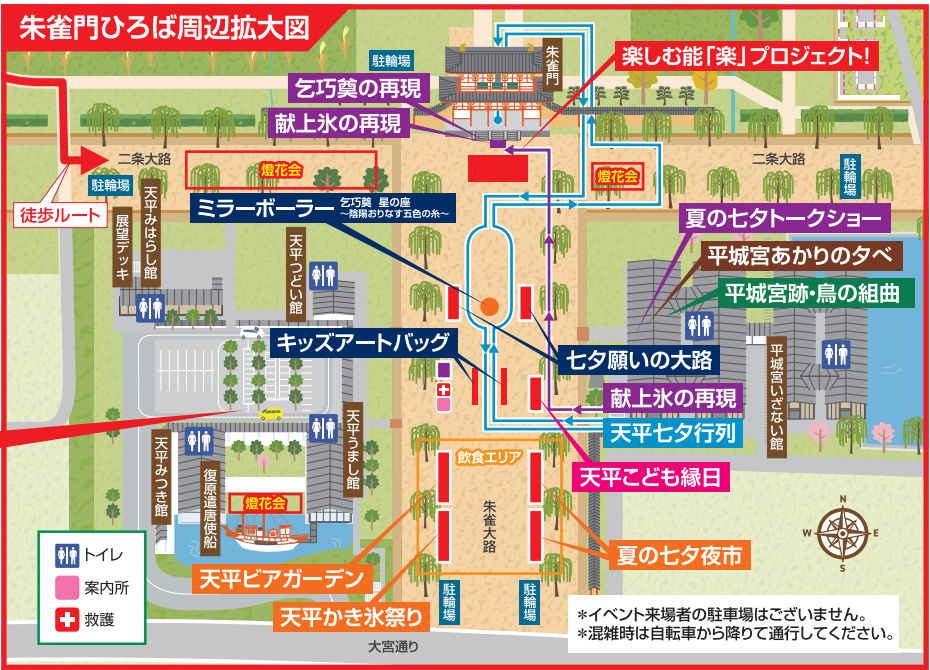 朱雀門ひろば周辺拡大図
駐輪場
朱雀門
楽しむ能「楽」プロジェクト!
乞巧奠の再現
献上氷の再現
二条大路
燈花会
燈花会
二条大路
駐輪場
駐輪場
徒歩ルート
天平みはらし館
展望デッキ
ミラーボーラー 乞巧奠 星の座
~陰陽おりなす五色の糸~
夏の七夕トークショー
平城宮あかりの夕べ
平城宮跡・鳥の組曲
天平つどい館
キッズアートバッグ
七夕願いの大路
献上氷の再現
天平七夕行列
平城宮いざない館
天平こども縁日
天平みつき館
復原遣唐使船
天平うまし館
燈花会
飲食エリア
朱雀大路
天平ビアガーデン
夏の七夕夜市
天平かき氷祭り
駐輪場
駐輪場
N
W
E
S
トイレ
案内所
救護
*イベント来場者の駐車場はございません。
*混雑時は自転車から降りて通行してください。
大宮通り